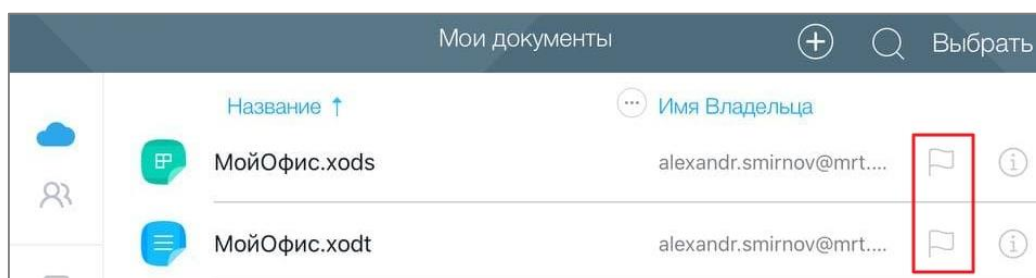 Мои документы Выбрать
Название ↑ Имя Владельца
МойОфис.xods alexandr.smirnov@mrt....
МойОфис.xodt alexandr.smirnov@mrt....